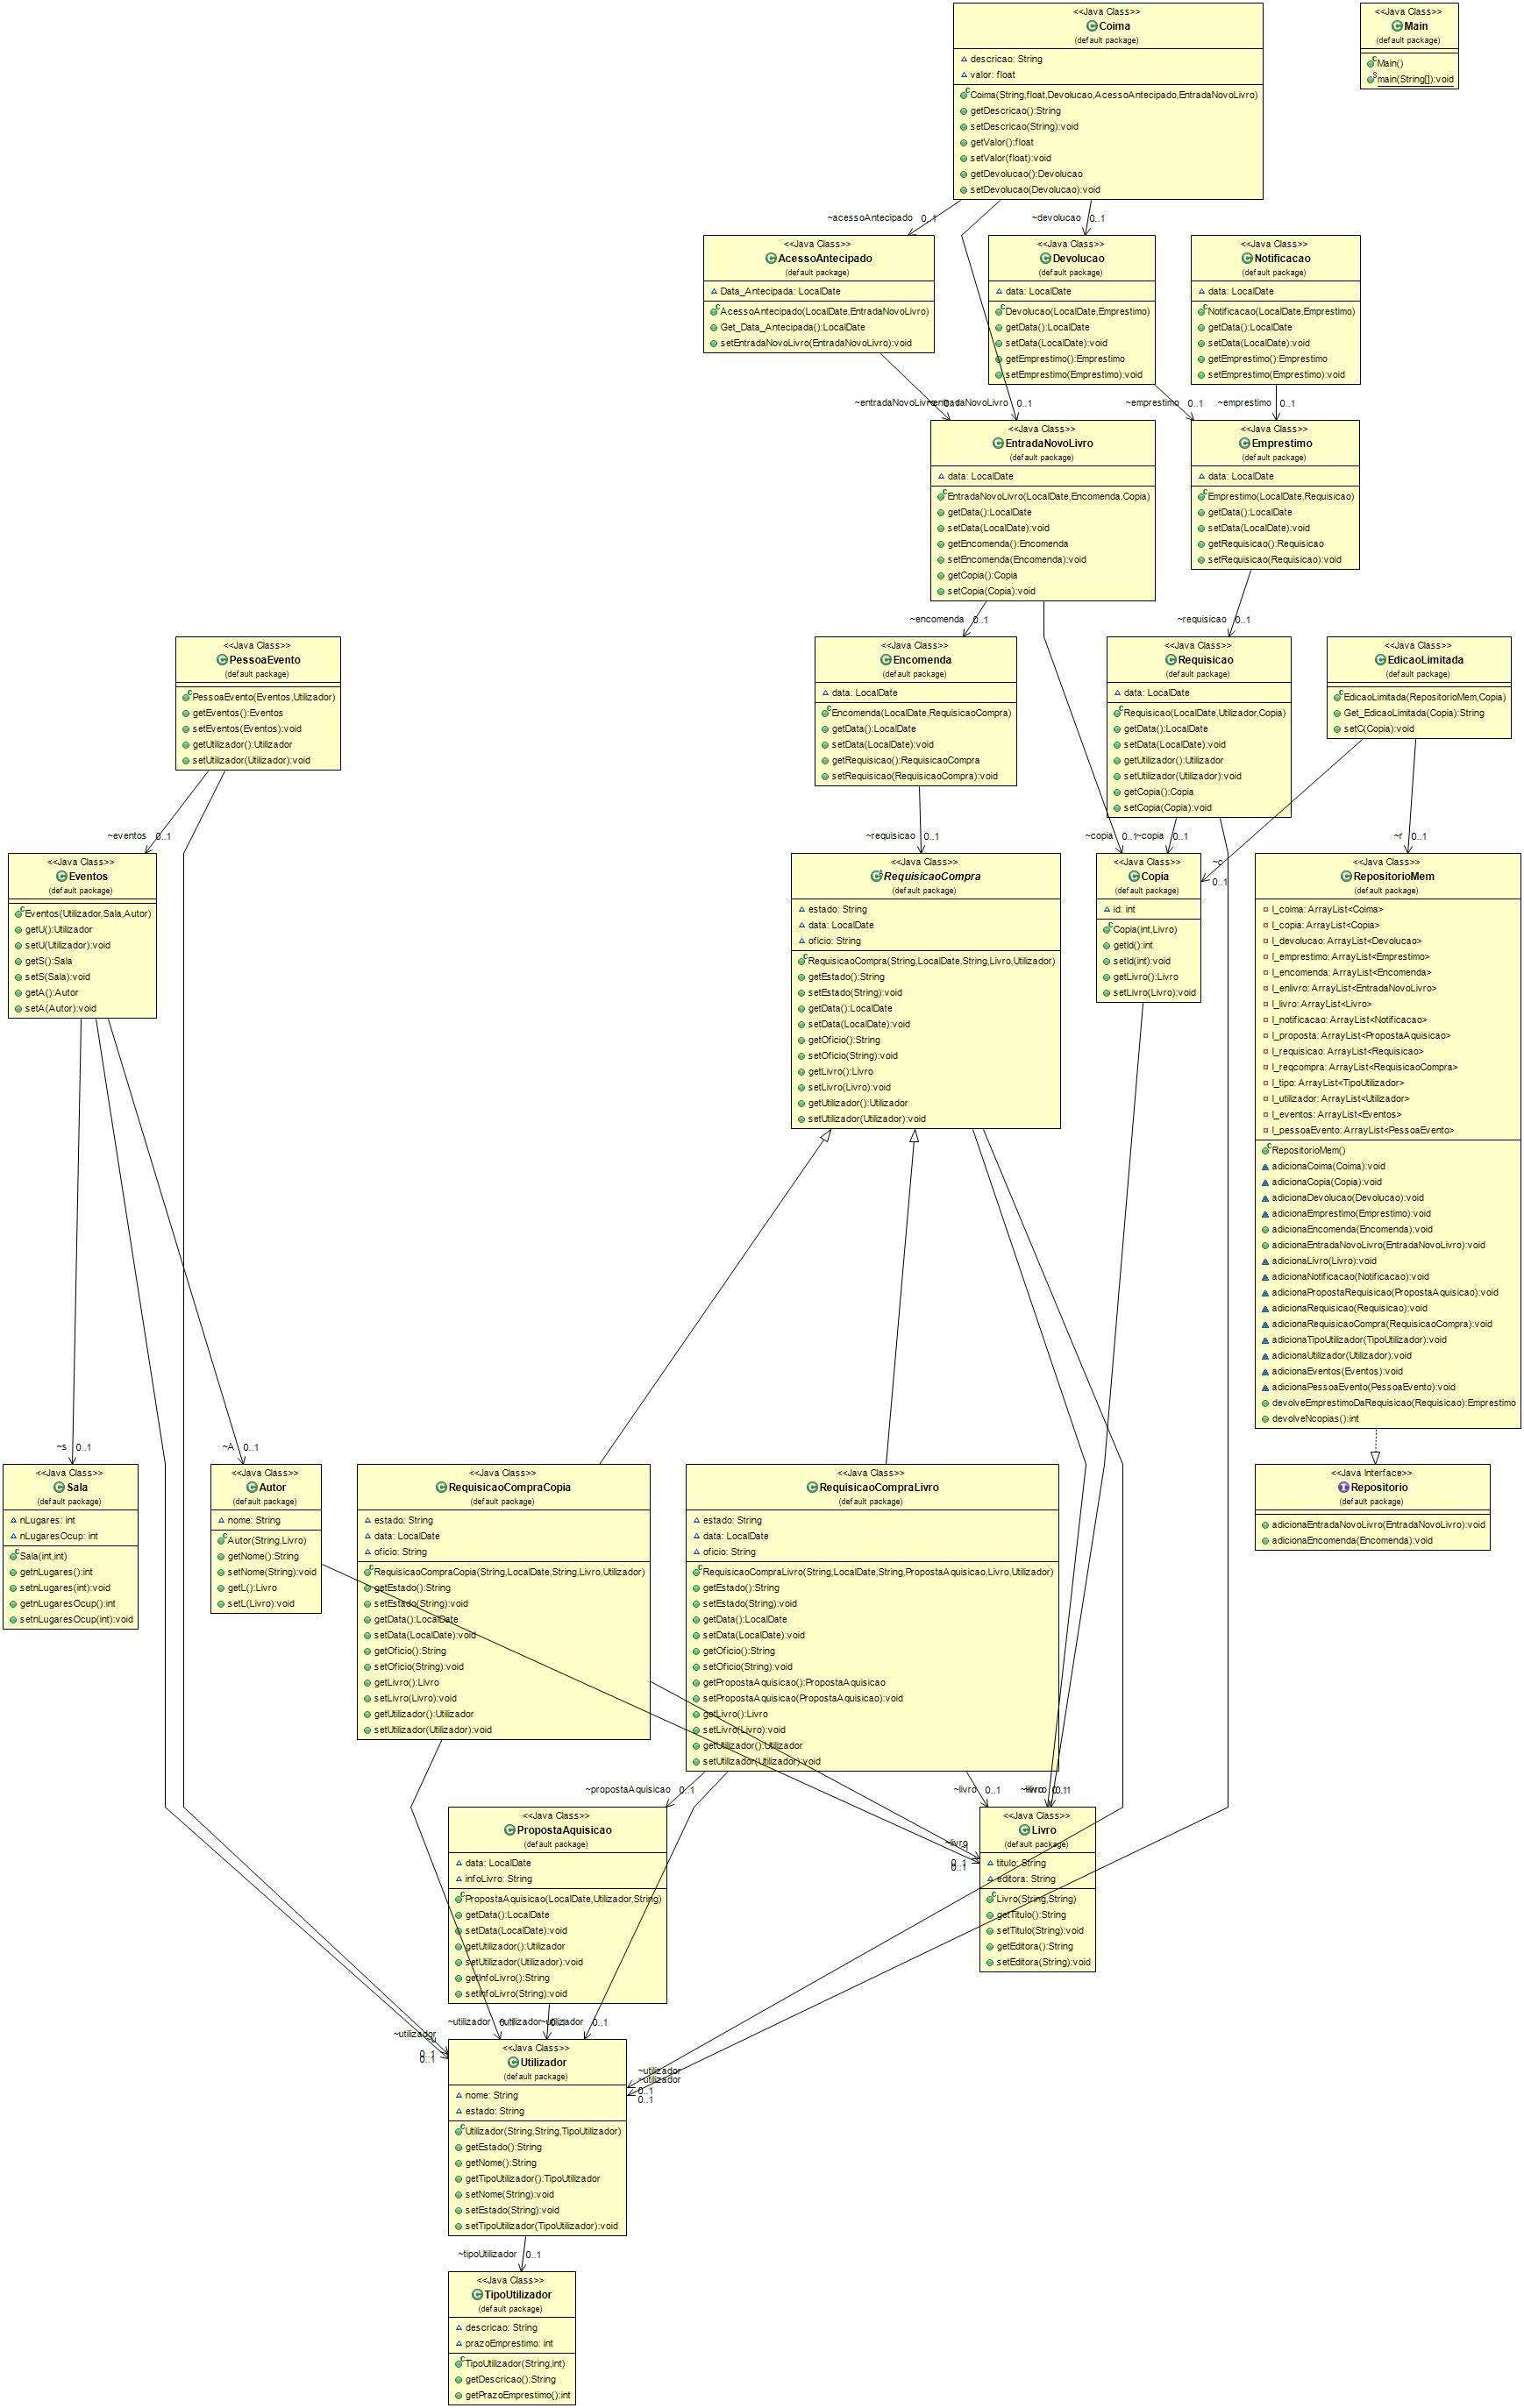 <<Java Class>>
Coima
(default package)
descricao: String
valor: float
Coima(String,float,Devolucao,AcessoAntecipado,EntradaNovoLivro)
getDescricao():String
setDescricao(String):void
getValor():float
setValor(float):void
getDevolucao():Devolucao
setDevolucao(Devolucao):void
<<Java Class>>
Main
(default package)
Main()
main(String[]):void
~acessoAntecipado 0..1
~devolucao 0..1
<<Java Class>>
AcessoAntecipado
(default package)
Data_Antecipada: LocalDate
AcessoAntecipado(LocalDate,EntradaNovoLivro)
Get_Data_Antecipada():LocalDate
setEntradaNovoLivro(EntradaNovoLivro):void
<<Java Class>>
Devolucao
(default package)
data: LocalDate
Devolucao(LocalDate,Emprestimo)
getData():LocalDate
setData(LocalDate):void
getEmprestimo():Emprestimo
setEmprestimo(Emprestimo):void
<<Java Class>>
Notificacao
(default package)
data: LocalDate
Notificacao(LocalDate,Emprestimo)
getData():LocalDate
setData(LocalDate):void
getEmprestimo():Emprestimo
setEmprestimo(Emprestimo):void
~entradaNovoLivro 0..1
~entradaNovoLivro 0..1
~emprestimo 0..1
~emprestimo 0..1
<<Java Class>>
EntradaNovoLivro
(default package)
data: LocalDate
EntradaNovoLivro(LocalDate,Encomenda,Copia)
getData():LocalDate
setData(LocalDate):void
getEncomenda():Encomenda
setEncomenda(Encomenda):void
getCopia():Copia
setCopia(Copia):void
<<Java Class>>
Emprestimo
(default package)
data: LocalDate
Emprestimo(LocalDate,Requisicao)
getData():LocalDate
setData(LocalDate):void
getRequisicao():Requisicao
setRequisicao(Requisicao):void
~encomenda 0..1
~requisicao 0..1
<<Java Class>>
PessoaEvento
(default package)
PessoaEvento(Eventos,Utilizador)
getEventos():Eventos
setEventos(Eventos):void
getUtilizador():Utilizador
setUtilizador(Utilizador):void
<<Java Class>>
Encomenda
(default package)
data: LocalDate
Encomenda(LocalDate,RequisicaoCompra)
getData():LocalDate
setData(LocalDate):void
getRequisicao():RequisicaoCompra
setRequisicao(RequisicaoCompra):void
<<Java Class>>
Requisicao
(default package)
data: LocalDate
Requisicao(LocalDate,Utilizador,Copia)
getData():LocalDate
setData(LocalDate):void
getUtilizador():Utilizador
setUtilizador(Utilizador):void
getCopia():Copia
setCopia(Copia):void
<<Java Class>>
EdicaoLimitada
(default package)
EdicaoLimitada(RepositorioMem,Copia)
Get_EdicaoLimitada(Copia):String
setC(Copia):void
~eventos 0..1
~requisicao 0..1
~copia 0..1
~copia 0..1
~c 0..1
~r 0..1
<<Java Class>>
Eventos
(default package)
Eventos(Utilizador,Sala,Autor)
getU():Utilizador
setU(Utilizador):void
getS():Sala
setS(Sala):void
getA():Autor
setA(Autor):void
<<Java Class>>
RequisicaoCompra
(default package)
estado: String
data: LocalDate
oficio: String
RequisicaoCompra(String,LocalDate,String,Livro,Utilizador)
getEstado():String
setEstado(String):void
getData():LocalDate
setData(LocalDate):void
getOficio():String
setOficio(String):void
getLivro():Livro
setLivro(Livro):void
getUtilizador():Utilizador
setUtilizador(Utilizador):void
<<Java Class>>
Copia
(default package)
id: int
Copia(int,Livro)
getId():int
setId(int):void
getLivro():Livro
setLivro(Livro):void
<<Java Class>>
RepositorioMem
(default package)
l_coima: ArrayList<Coima>
l_copia: ArrayList<Copia>
l_devolucao: ArrayList<Devolucao>
l_emprestimo: ArrayList<Emprestimo>
l_encomenda: ArrayList<Encomenda>
l_enlivro: ArrayList<EntradaNovoLivro>
l_livro: ArrayList<Livro>
l_notificacao: ArrayList<Notificacao>
l_proposta: ArrayList<PropostaAquisicao>
l_requisicao: ArrayList<Requisicao>
l_reqcompra: ArrayList<RequisicaoCompra>
l_tipo: ArrayList<TipoUtilizador>
l_utilizador: ArrayList<Utilizador>
l_eventos: ArrayList<Eventos>
l_pessoaEvento: ArrayList<PessoaEvento>
RepositorioMem()
adicionaCoima(Coima):void
adicionaCopia(Copia):void
adicionaDevolucao(Devolucao):void
adicionaEmprestimo(Emprestimo):void
adicionaEncomenda(Encomenda):void
adicionaEntradaNovoLivro(EntradaNovoLivro):void
adicionaLivro(Livro):void
adicionaNotificacao(Notificacao):void
adicionaPropostaRequisicao(PropostaAquisicao):void
adicionaRequisicao(Requisicao):void
adicionaRequisicaoCompra(RequisicaoCompra):void
adicionaTipoUtilizador(TipoUtilizador):void
adicionaUtilizador(Utilizador):void
adicionaEventos(Eventos):void
adicionaPessoaEvento(PessoaEvento):void
devolveEmprestimoDaRequisicao(Requisicao):Emprestimo
devolveNcopias():int
~s 0..1
~A 0..1
<<Java Class>>
Sala
(default package)
nLugares: int
nLugaresOcup: int
Sala(int,int)
getnLugares():int
setnLugares(int):void
getnLugaresOcup():int
setnLugaresOcup(int):void
<<Java Class>>
Autor
(default package)
nome: String
Autor(String,Livro)
getNome():String
setNome(String):void
getL():Livro
setL(Livro):void
<<Java Class>>
RequisicaoCompraCopia
(default package)
estado: String
data: LocalDate
oficio: String
RequisicaoCompraCopia(String,LocalDate,String,Livro,Utilizador)
getEstado():String
setEstado(String):void
getData():LocalDate
setData(LocalDate):void
getOficio():String
setOficio(String):void
getLivro():Livro
setLivro(Livro):void
getUtilizador():Utilizador
setUtilizador(Utilizador):void
<<Java Class>>
RequisicaoCompraLivro
(default package)
estado: String
data: LocalDate
oficio: String
RequisicaoCompraLivro(String,LocalDate,String,PropostaAquisicao,Livro,Utilizador)
getEstado():String
setEstado(String):void
getData():LocalDate
setData(LocalDate):void
getOficio():String
setOficio(String):void
getPropostaAquisicao():PropostaAquisicao
setPropostaAquisicao(PropostaAquisicao):void
getLivro():Livro
setLivro(Livro):void
getUtilizador():Utilizador
setUtilizador(Utilizador):void
<<Java Interface>>
Repositorio
(default package)
adicionaEntradaNovoLivro(EntradaNovoLivro):void
adicionaEncomenda(Encomenda):void
~propostaAquisicao 0..1
~livro 0..1
~livro 0..1
<<Java Class>>
PropostaAquisicao
(default package)
data: LocalDate
infoLivro: String
PropostaAquisicao(LocalDate,Utilizador,String)
getData():LocalDate
setData(LocalDate):void
getUtilizador():Utilizador
setUtilizador(Utilizador):void
getInfoLivro():String
setInfoLivro(String):void
~livro
0..1
0..1
<<Java Class>>
Livro
(default package)
titulo: String
editora: String
Livro(String,String)
getTitulo():String
setTitulo(String):void
getEditora():String
setEditora(String):void
~utilizador
0..1
0..1
~utilizador
~utilizador 0..1
~utilizador 0..1
<<Java Class>>
Utilizador
(default package)
nome: String
estado: String
Utilizador(String,String,TipoUtilizador)
getEstado():String
getNome():String
getTipoUtilizador():TipoUtilizador
setNome(String):void
setEstado(String):void
setTipoUtilizador(TipoUtilizador):void
~utilizador
~utilizador
0..1
0..1
~tipoUtilizador 0..1
<<Java Class>>
TipoUtilizador
(default package)
descricao: String
prazoEmprestimo: int
TipoUtilizador(String,int)
getDescricao():String
getPrazoEmprestimo():int